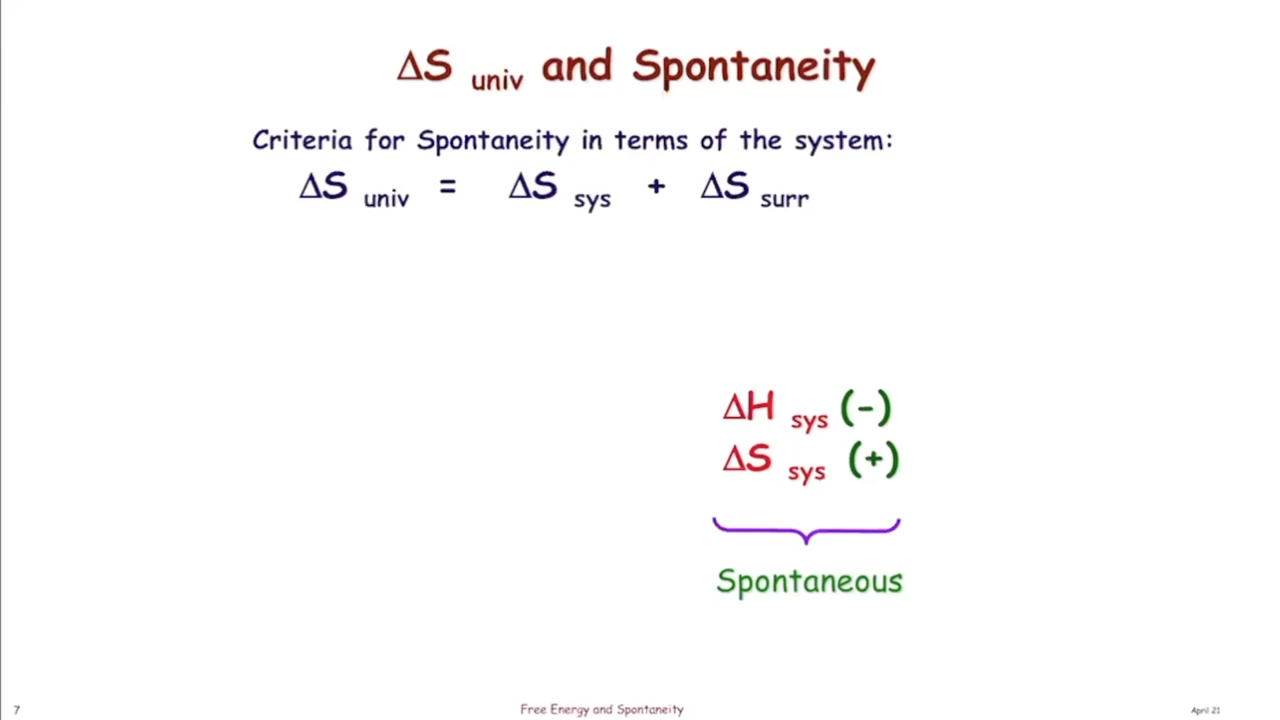 ΔS univ and Spontaneity
Criteria for Spontaneity in terms of the system:
ΔS univ = ΔS sys + ΔS surr
ΔH sys (-)
ΔS sys (+)
Spontaneous
7 Free Energy and Spontaneity April 21